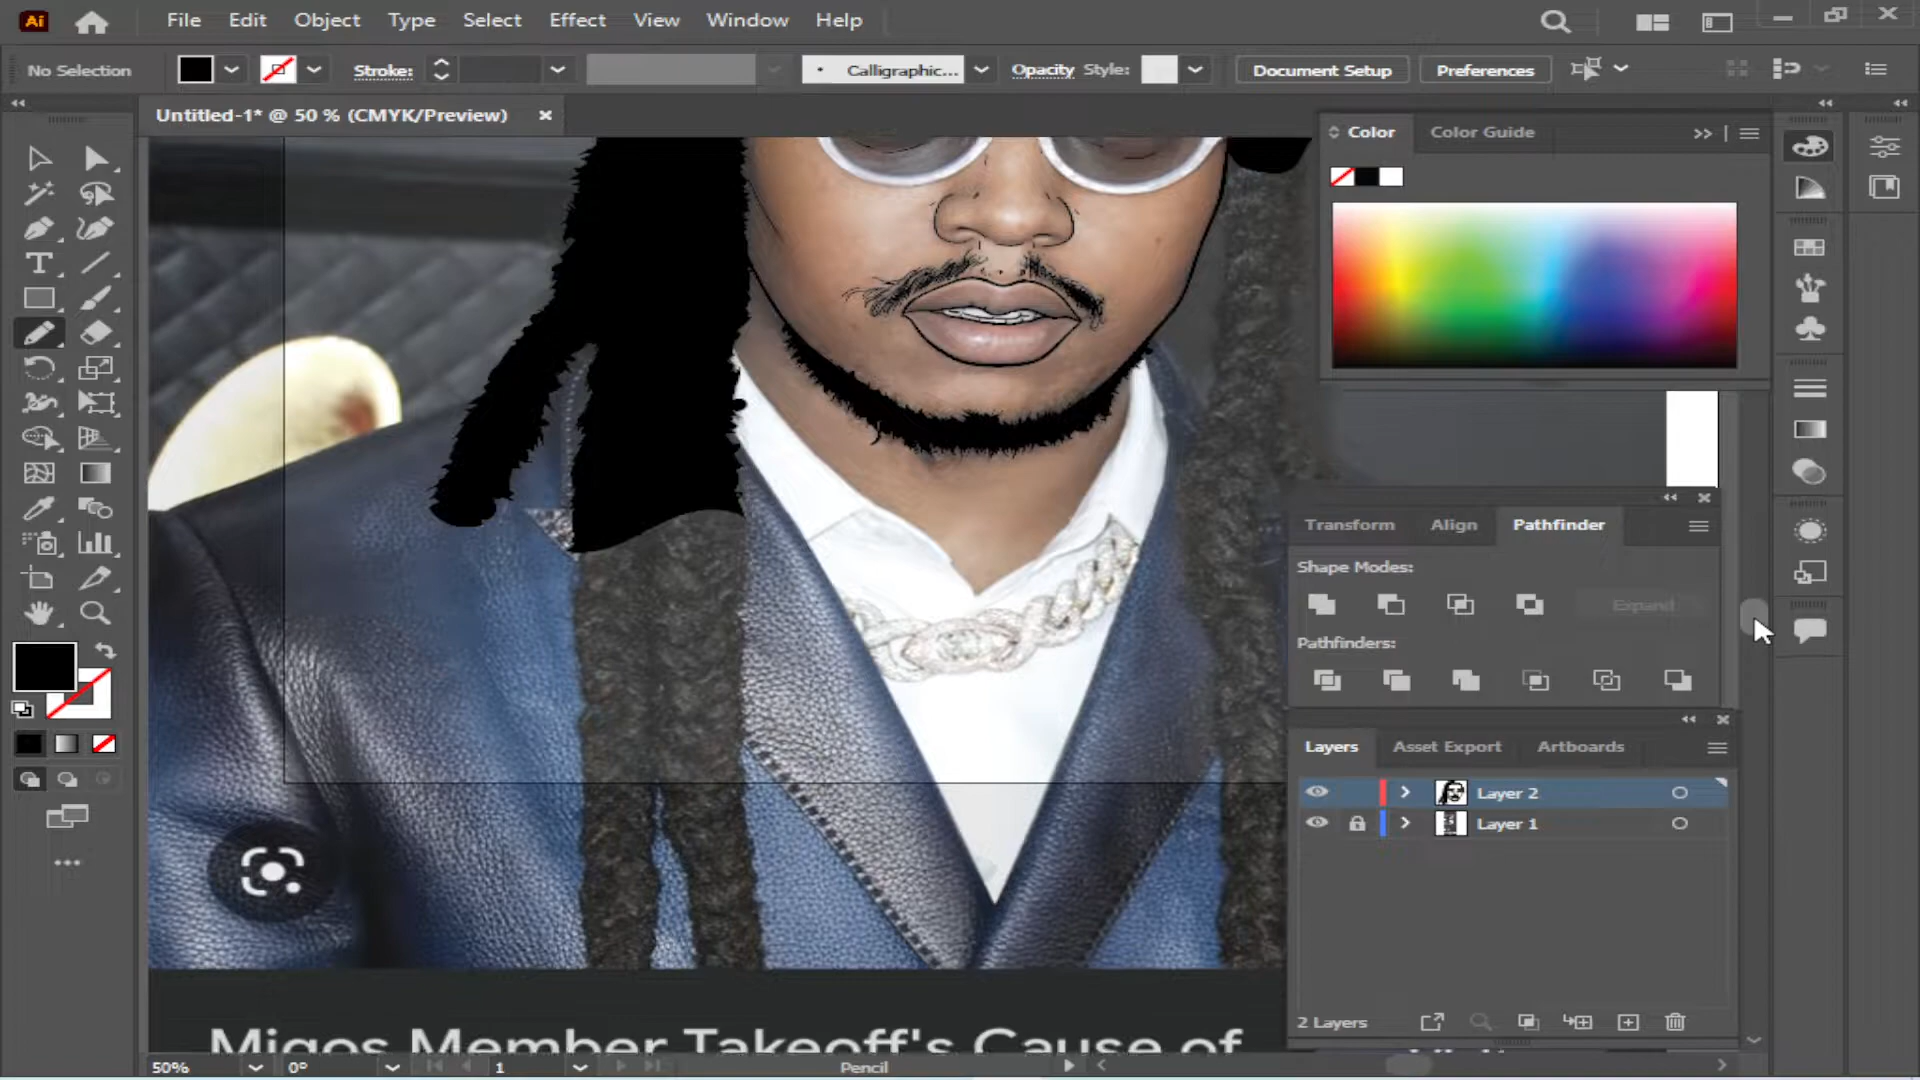 Ai File Edit Object Type Select Effect View Window Help
No Selection Stroke: Calligraphic... Opacity Style: Document Setup Preferences
Untitled-1* @ 50 % (CMYK/Preview)
Color Color Guide
Transform Align Pathfinder
Shape Modes:
Expand
Pathfinders:
Layers Asset Export Artboards
Layer 2
Layer 1
2 Layers
Migos Member Takeoff's Cause of
50% 0° 1 Pencil